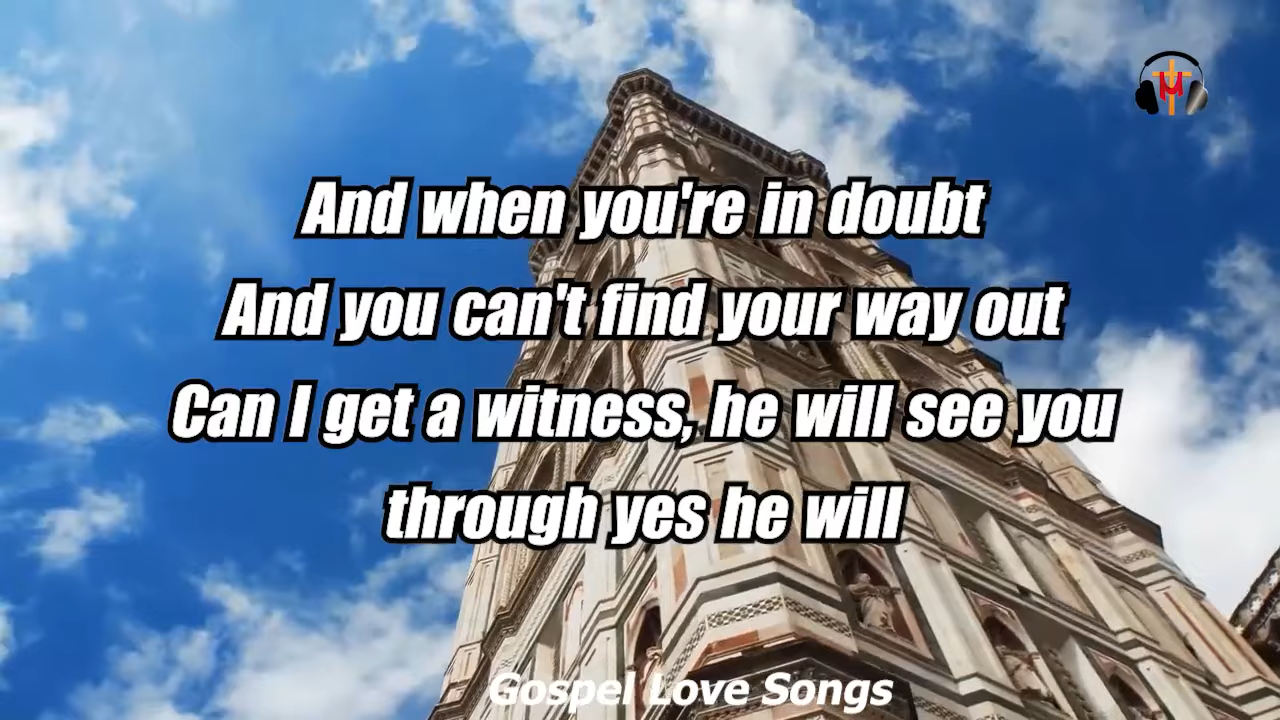 And when you're in doubt
And you can't find your way out
Can I get a witness, he will see you
through yes he will
Gospel Love Songs